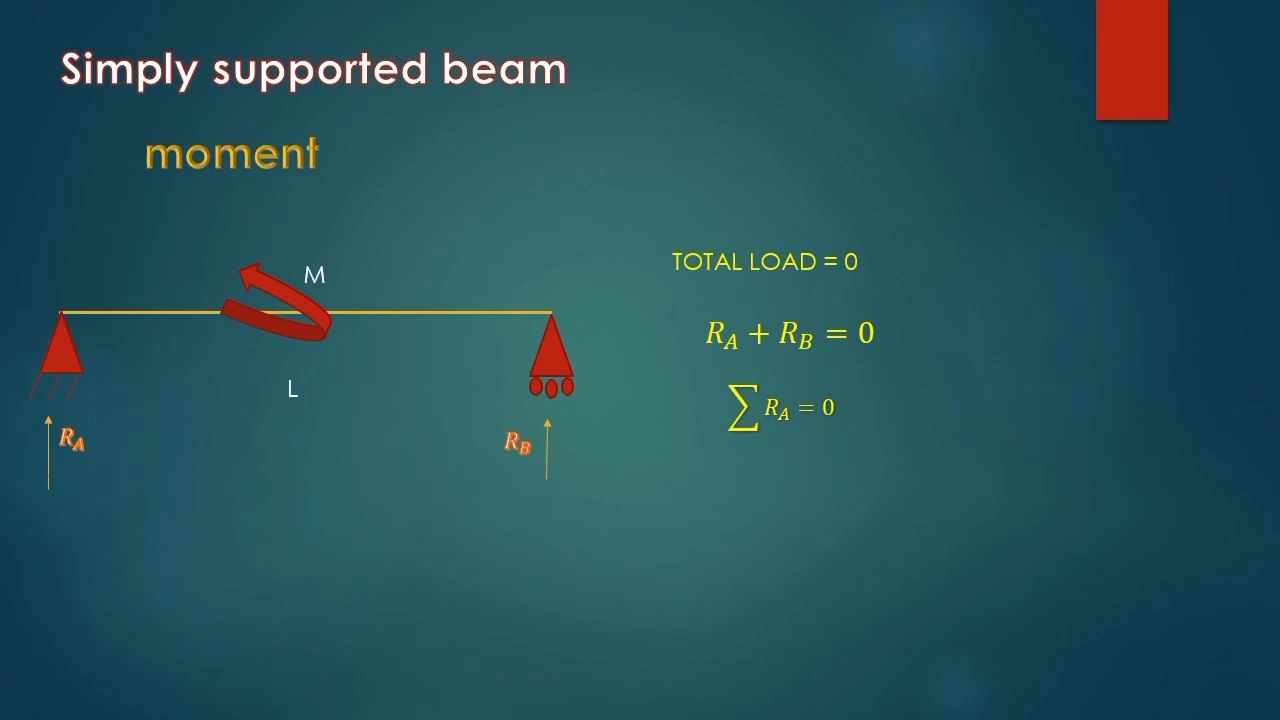 Simply supported beam
moment
M
L
R_A
R_B
TOTAL LOAD = 0
R_A + R_B = 0
∑ R_A = 0